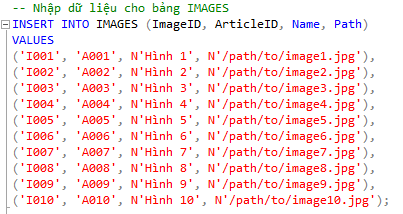 -- Nhập dữ liệu cho bảng IMAGES
INSERT INTO IMAGES (ImageID, ArticleID, Name, Path)
VALUES
('I001', 'A001', N'Hình 1', N'/path/to/image1.jpg'),
('I002', 'A002', N'Hình 2', N'/path/to/image2.jpg'),
('I003', 'A003', N'Hình 3', N'/path/to/image3.jpg'),
('I004', 'A004', N'Hình 4', N'/path/to/image4.jpg'),
('I005', 'A005', N'Hình 5', N'/path/to/image5.jpg'),
('I006', 'A006', N'Hình 6', N'/path/to/image6.jpg'),
('I007', 'A007', N'Hình 7', N'/path/to/image7.jpg'),
('I008', 'A008', N'Hình 8', N'/path/to/image8.jpg'),
('I009', 'A009', N'Hình 9', N'/path/to/image9.jpg'),
('I010', 'A010', N'Hình 10', N'/path/to/image10.jpg');